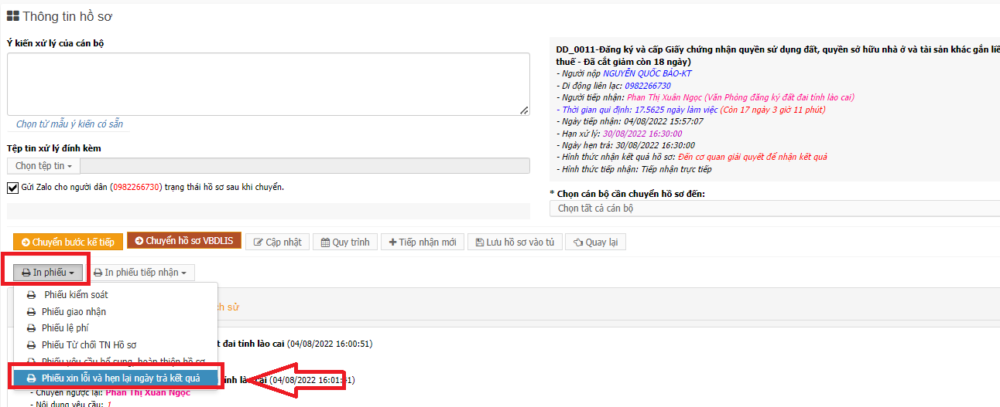 Thông tin hồ sơ
Ý kiến xử lý của cán bộ
Chọn từ mẫu ý kiến có sẵn
Tệp tin xử lý đính kèm
Chọn tệp tin
Gửi Zalo cho người dân (0982266730) trạng thái hồ sơ sau khi chuyển.
DD_0011-Đăng ký và cấp Giấy chứng nhận quyền sử dụng đất, quyền sở hữu nhà ở và tài sản khác gắn liề
thuế - Đã cắt giảm còn 18 ngày)
- Người nộp NGUYỄN QUỐC BẢO-KT
- Di động liên lạc: 0982266730
- Người tiếp nhận: Phan Thị Xuân Ngọc (Văn Phòng đăng ký đất đai tỉnh lào cai)
- Thời gian qui định: 17.5625 ngày làm việc (Còn 17 ngày 3 giờ 11 phút)
- Ngày tiếp nhận: 04/08/2022 15:57:07
- Hạn xử lý: 30/08/2022 16:30:00
- Ngày hẹn trả: 30/08/2022 16:30:00
- Hình thức nhận kết quả hồ sơ: Đến cơ quan giải quyết để nhận kết quả
- Hình thức tiếp nhận: Tiếp nhận trực tiếp
* Chọn cán bộ cần chuyển hồ sơ đến:
Chọn tất cả cán bộ
Chuyển bước kế tiếp
Chuyển hồ sơ VBDLIS
Cập nhật
Quy trình
Tiếp nhận mới
Lưu hồ sơ vào tủ
Quay lại
In phiếu
In phiếu tiếp nhận
Phiếu kiểm soát
Phiếu giao nhận
Phiếu lệ phí
Phiếu Từ chối TN Hồ sơ
Phiếu yêu cầu bổ sung, hoàn thiện hồ sơ
Phiếu xin lỗi và hẹn lại ngày trả kết quả
ch sử
t đai tỉnh lào cai (04/08/2022 16:00:51)
nh lào cai (04/08/2022 16:01:
- Chuyển ngược lại: Phan Thị Xuân Ngọc
- Nội dung yêu cầu: 1